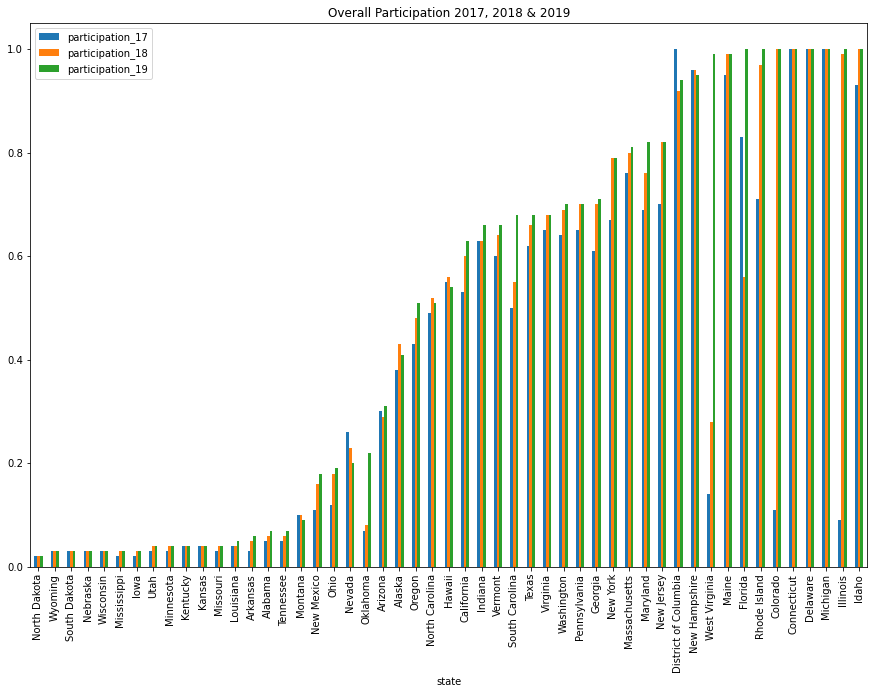 Overall Participation 2017, 2018 & 2019
participation_17
participation_18
participation_19
1.0
0.8
0.6
0.4
0.2
0.0
North Dakota
Wyoming
South Dakota
Nebraska
Wisconsin
Mississippi
Iowa
Utah
Minnesota
Kentucky
Kansas
Missouri
Louisiana
Arkansas
Alabama
Tennessee
Montana
New Mexico
Ohio
Nevada
Oklahoma
Arizona
Alaska
Oregon
North Carolina
Hawaii
California
Indiana
Vermont
South Carolina
Texas
Virginia
Washington
Pennsylvania
Georgia
New York
Massachusetts
Maryland
New Jersey
District of Columbia
New Hampshire
West Virginia
Maine
Florida
Rhode Island
Colorado
Connecticut
Delaware
Michigan
Illinois
Idaho
state